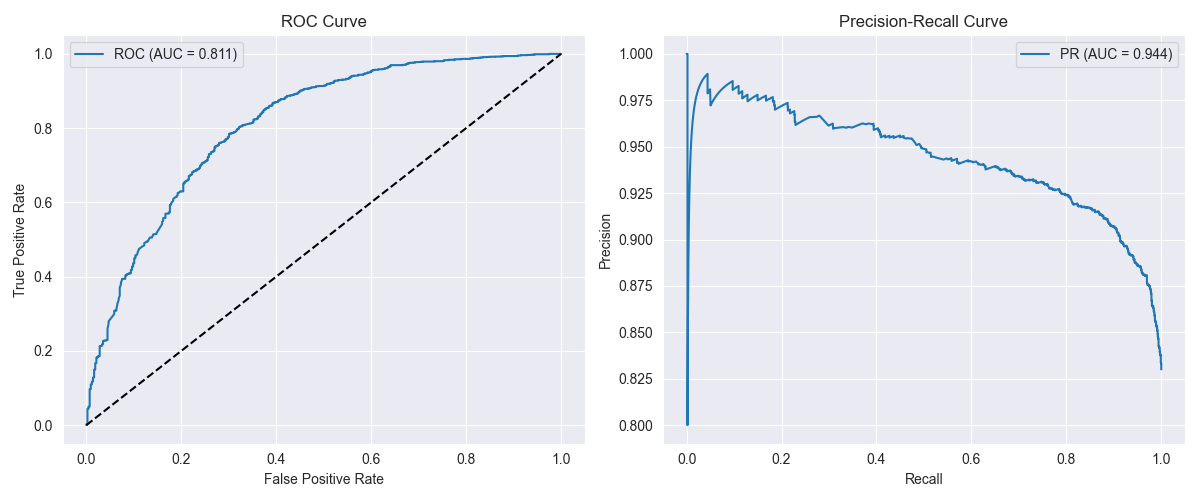 ROC Curve
ROC (AUC = 0.811)
1.0
0.8
0.6
0.4
0.2
0.0
True Positive Rate
0.0 0.2 0.4 0.6 0.8 1.0
False Positive Rate
Precision-Recall Curve
PR (AUC = 0.944)
1.000
0.975
0.950
0.925
0.900
0.875
0.850
0.825
0.800
Precision
0.0 0.2 0.4 0.6 0.8 1.0
Recall